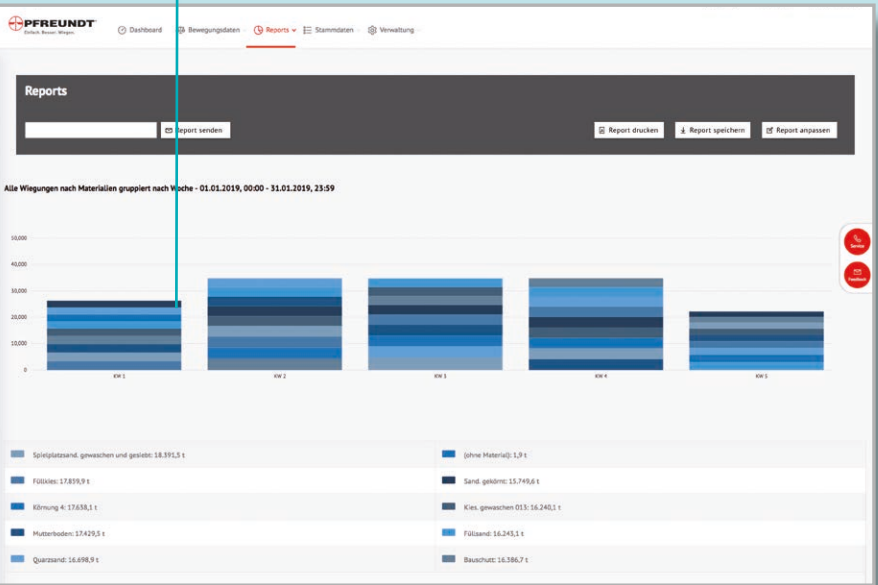 PFREUNDT
Einfach. Besser. Wiegen.
Dashboard
Bewegungsdaten
Reports
Stammdaten
Verwaltung
Reports
Report senden
Report drucken
Report speichern
Report anpassen
Alle Wiegungen nach Materialien gruppiert nach Woche - 01.01.2019, 00:00 - 31.01.2019, 23:59
50,000
40,000
30,000
20,000
10,000
0
KW 1
KW 2
KW 3
KW 4
KW 5
Service
Feedback
Spielplatzsand. gewaschen und gesiebt: 18.391,5 t
(ohne Material): 1,9 t
Füllkies: 17.859,9 t
Sand. gekörnt: 15.749,6 t
Körnung 4: 17.638,1 t
Kies. gewaschen 013: 16.240,1 t
Mutterboden: 17.429,5 t
Füllsand: 16.243,1 t
Quarzsand: 16.698,9 t
Bauschutt: 16.386,7 t